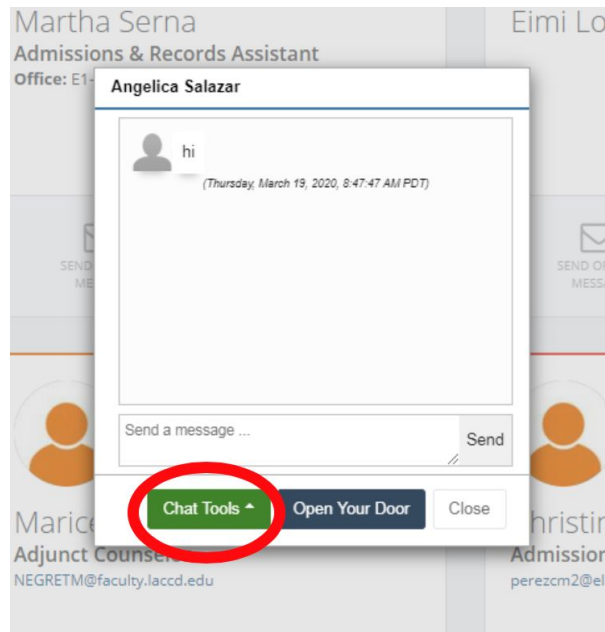 Martha Serna
Eimi Lo
Admissions & Records Assistant
Office: E1-
Angelica Salazar
hi
(Thursday, March 19, 2020, 8:47:47 AM PDT)
SEND
ME
SEND OF
MESSA
Send a message ...
Send
Chat Tools
Open Your Door
Close
Marice
hristin
Adjunct Counselo
Admission
NEGRETM@faculty.laccd.edu
perezcm2@el